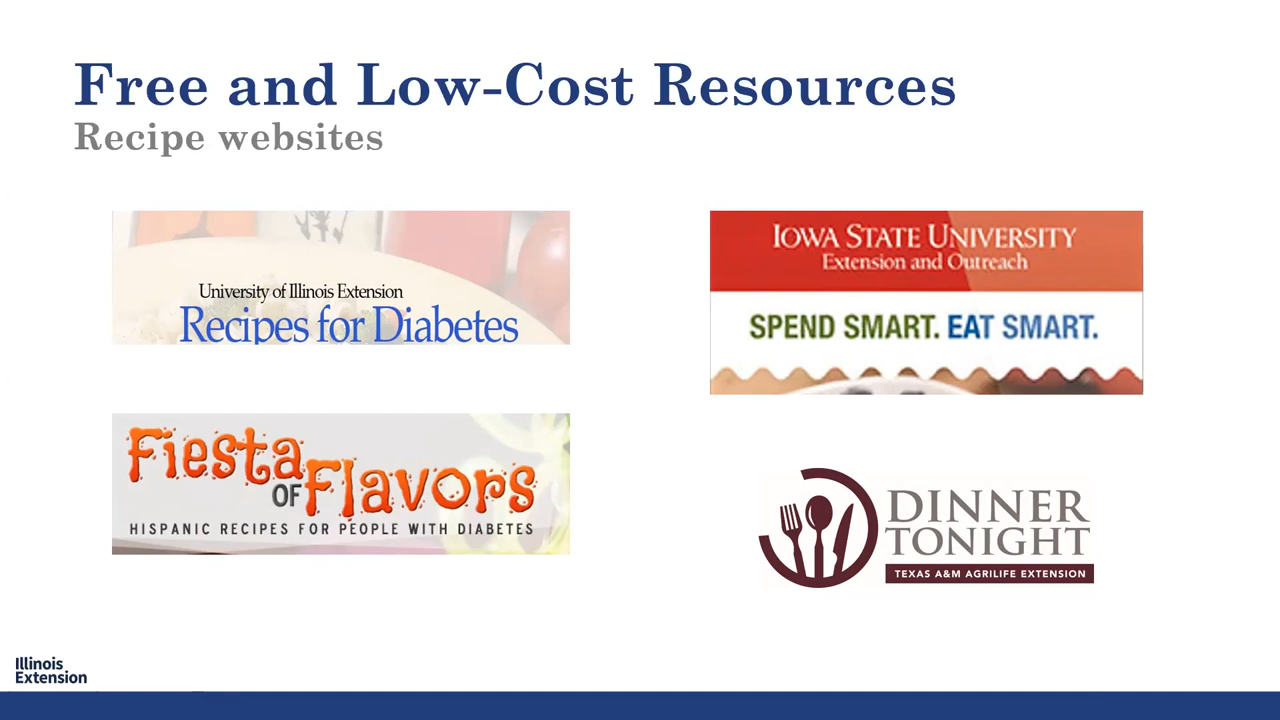 Free and Low-Cost Resources
Recipe websites
University of Illinois Extension
Recipes for Diabetes
IOWA STATE UNIVERSITY
Extension and Outreach
SPEND SMART. EAT SMART.
Fiesta
OF Flavors
HISPANIC RECIPES FOR PEOPLE WITH DIABETES
DINNER
TONIGHT
TEXAS A&M AGRILIFE EXTENSION
Illinois
Extension